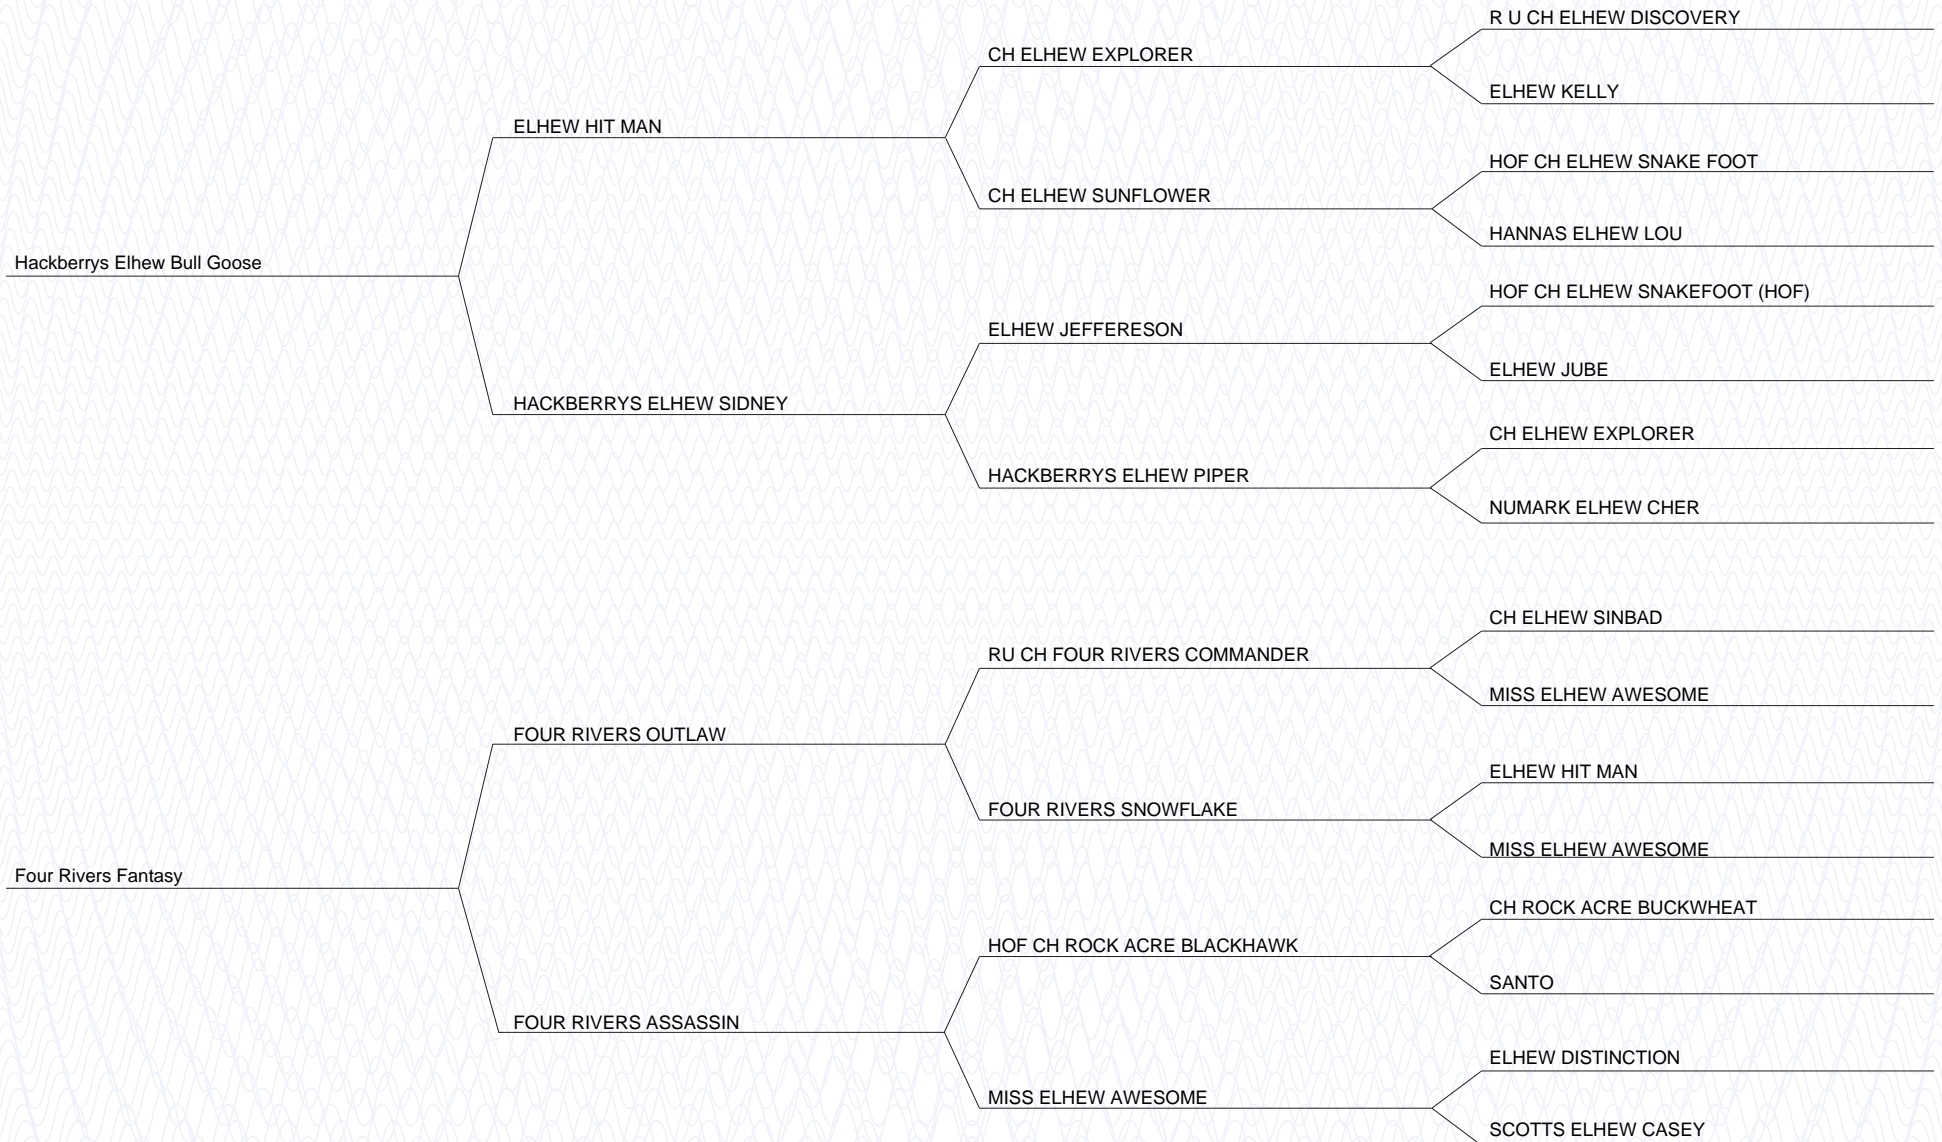 R U CH ELHEW DISCOVERY
CH ELHEW EXPLORER
ELHEW KELLY
ELHEW HIT MAN
HOF CH ELHEW SNAKE FOOT
CH ELHEW SUNFLOWER
HANNAS ELHEW LOU
Hackberrys Elhew Bull Goose
HOF CH ELHEW SNAKEFOOT (HOF)
ELHEW JEFFERESON
ELHEW JUBE
HACKBERRYS ELHEW SIDNEY
CH ELHEW EXPLORER
HACKBERRYS ELHEW PIPER
NUMARK ELHEW CHER
CH ELHEW SINBAD
RU CH FOUR RIVERS COMMANDER
MISS ELHEW AWESOME
FOUR RIVERS OUTLAW
ELHEW HIT MAN
FOUR RIVERS SNOWFLAKE
MISS ELHEW AWESOME
Four Rivers Fantasy
CH ROCK ACRE BUCKWHEAT
HOF CH ROCK ACRE BLACKHAWK
SANTO
FOUR RIVERS ASSASSIN
ELHEW DISTINCTION
MISS ELHEW AWESOME
SCOTTS ELHEW CASEY